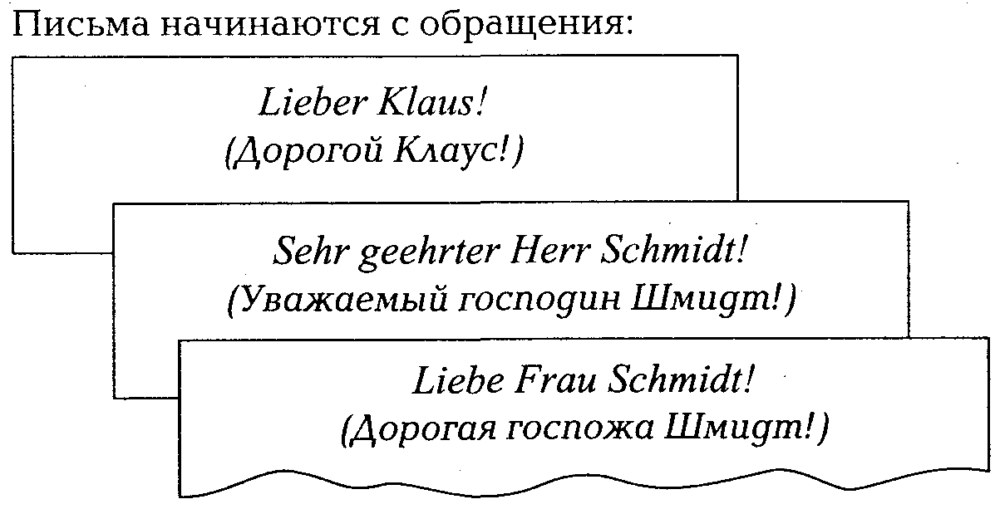 Письма начинаются с обращения:
Lieber Klaus!
(Дорогой Клаус!)
Sehr geehrter Herr Schmidt!
(Уважаемый господин Шмидт!)
Liebe Frau Schmidt!
(Дорогая госпожа Шмидт!)